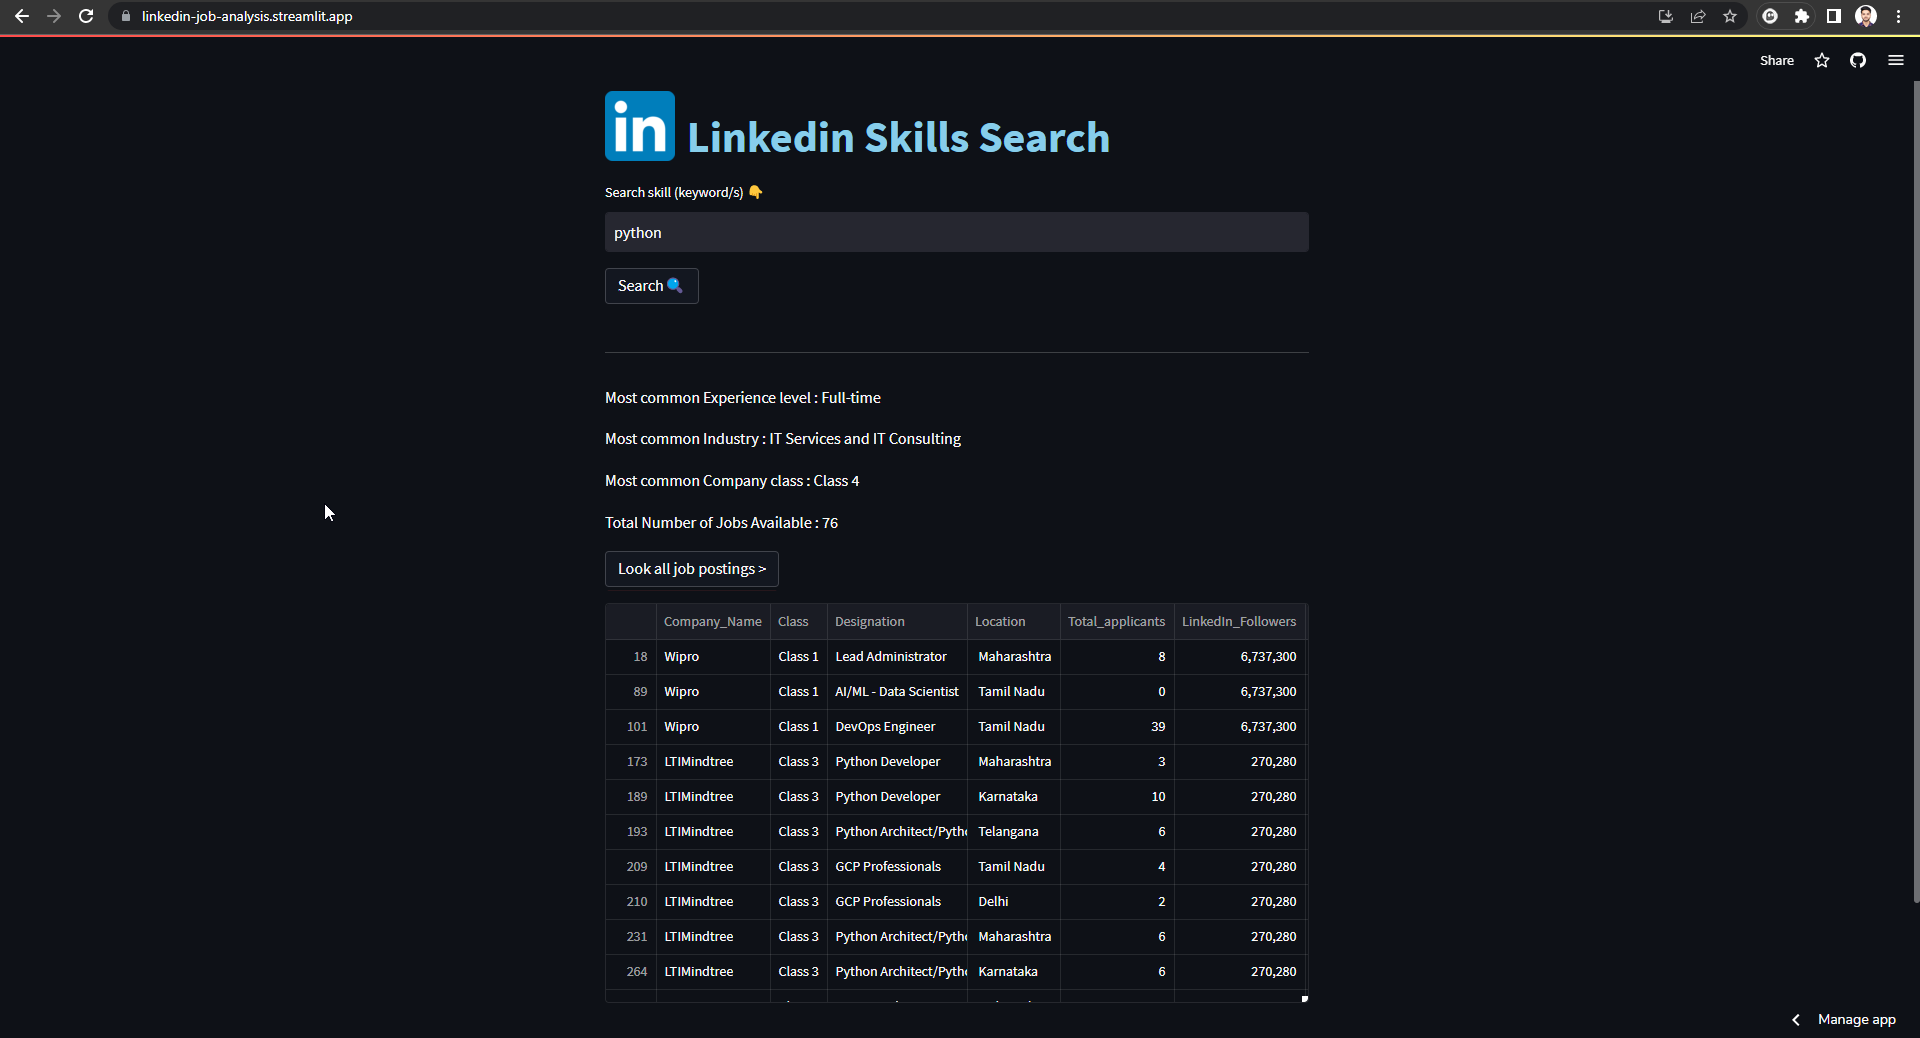 linkedin-job-analysis.streamlit.app
Share
in Linkedin Skills Search
Search skill (keyword/s) 👇
python
Search 🔍
Most common Experience level : Full-time
Most common Industry : IT Services and IT Consulting
Most common Company class : Class 4
Total Number of Jobs Available : 76
Look all job postings >
Company_Name Class Designation Location Total_applicants LinkedIn_Followers
18 Wipro Class 1 Lead Administrator Maharashtra 8 6,737,300
89 Wipro Class 1 AI/ML - Data Scientist Tamil Nadu 0 6,737,300
101 Wipro Class 1 DevOps Engineer Tamil Nadu 39 6,737,300
173 LTIMindtree Class 3 Python Developer Maharashtra 3 270,280
189 LTIMindtree Class 3 Python Developer Karnataka 10 270,280
193 LTIMindtree Class 3 Python Architect/Pytho Telangana 6 270,280
209 LTIMindtree Class 3 GCP Professionals Tamil Nadu 4 270,280
210 LTIMindtree Class 3 GCP Professionals Delhi 2 270,280
231 LTIMindtree Class 3 Python Architect/Pytho Maharashtra 6 270,280
264 LTIMindtree Class 3 Python Architect/Pytho Karnataka 6 270,280
Manage app